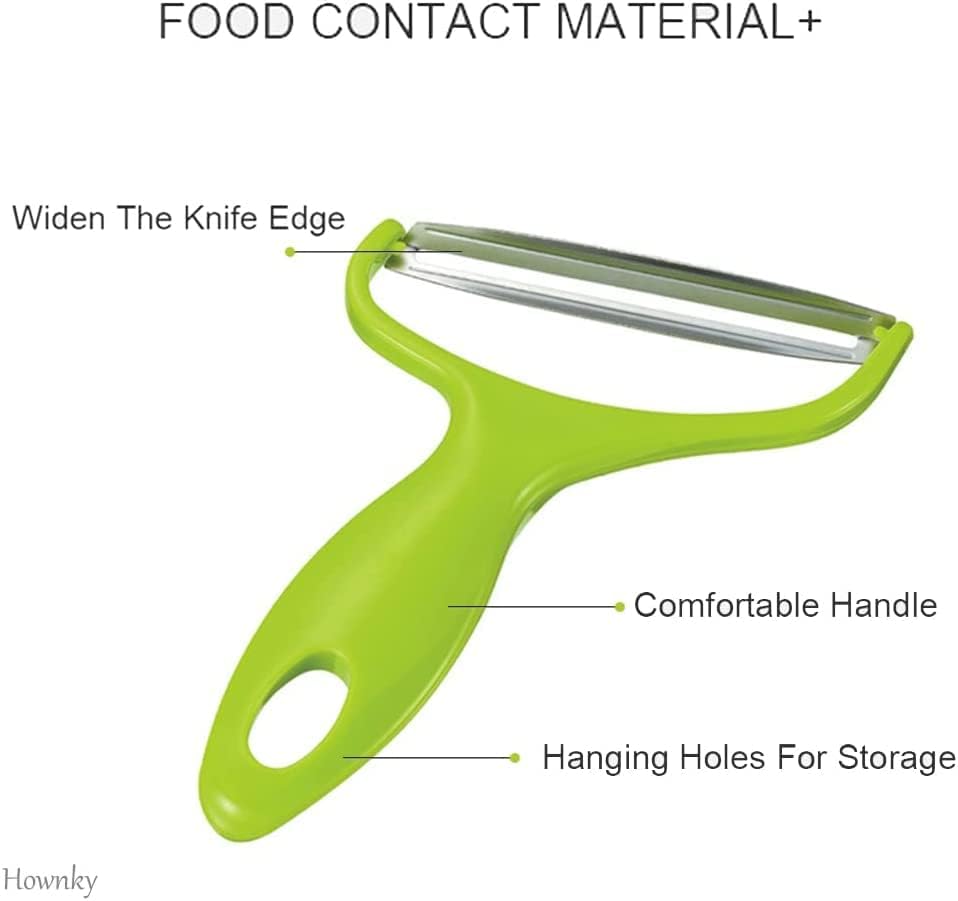 FOOD CONTACT MATERIAL+
Widen The Knife Edge
Comfortable Handle
Hanging Holes For Storage
Hownky